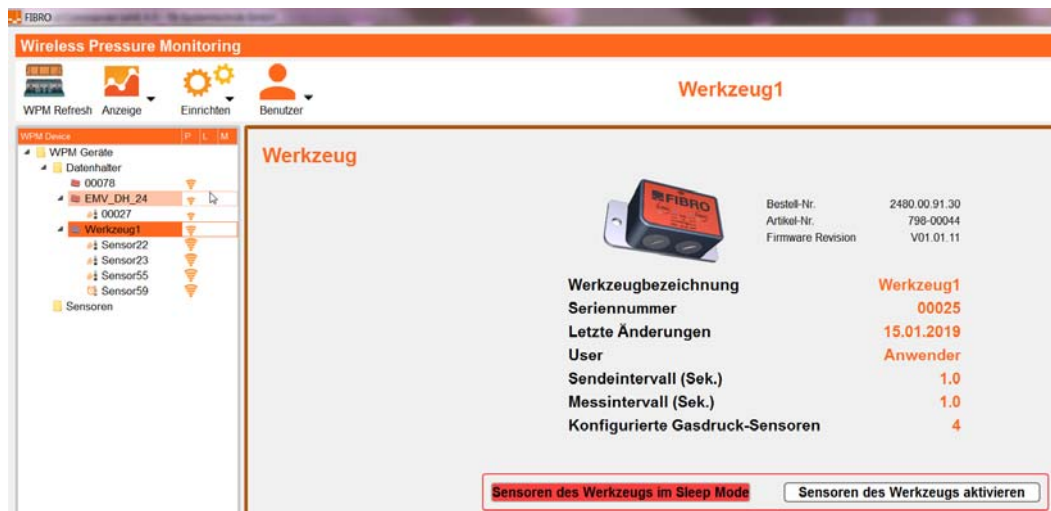 FIBRO
Wireless Pressure Monitoring
WPM Refresh
Anzeige
Einrichten
Benutzer
Werkzeug1
WPM Device P L M
WPM Geräte
Datenhalter
00078
EMV_DH_24
00027
Werkzeug1
Sensor22
Sensor23
Sensor55
Sensor59
Sensoren
Werkzeug
FIBRO
Bestell-Nr. 2480.00.91.30
Artikel-Nr. 798-00044
Firmware Revision V01.01.11
Werkzeugbezeichnung Werkzeug1
Seriennummer 00025
Letzte Änderungen 15.01.2019
User Anwender
Sendeintervall (Sek.) 1.0
Messintervall (Sek.) 1.0
Konfigurierte Gasdruck-Sensoren 4
Sensoren des Werkzeugs im Sleep Mode
Sensoren des Werkzeugs aktivieren